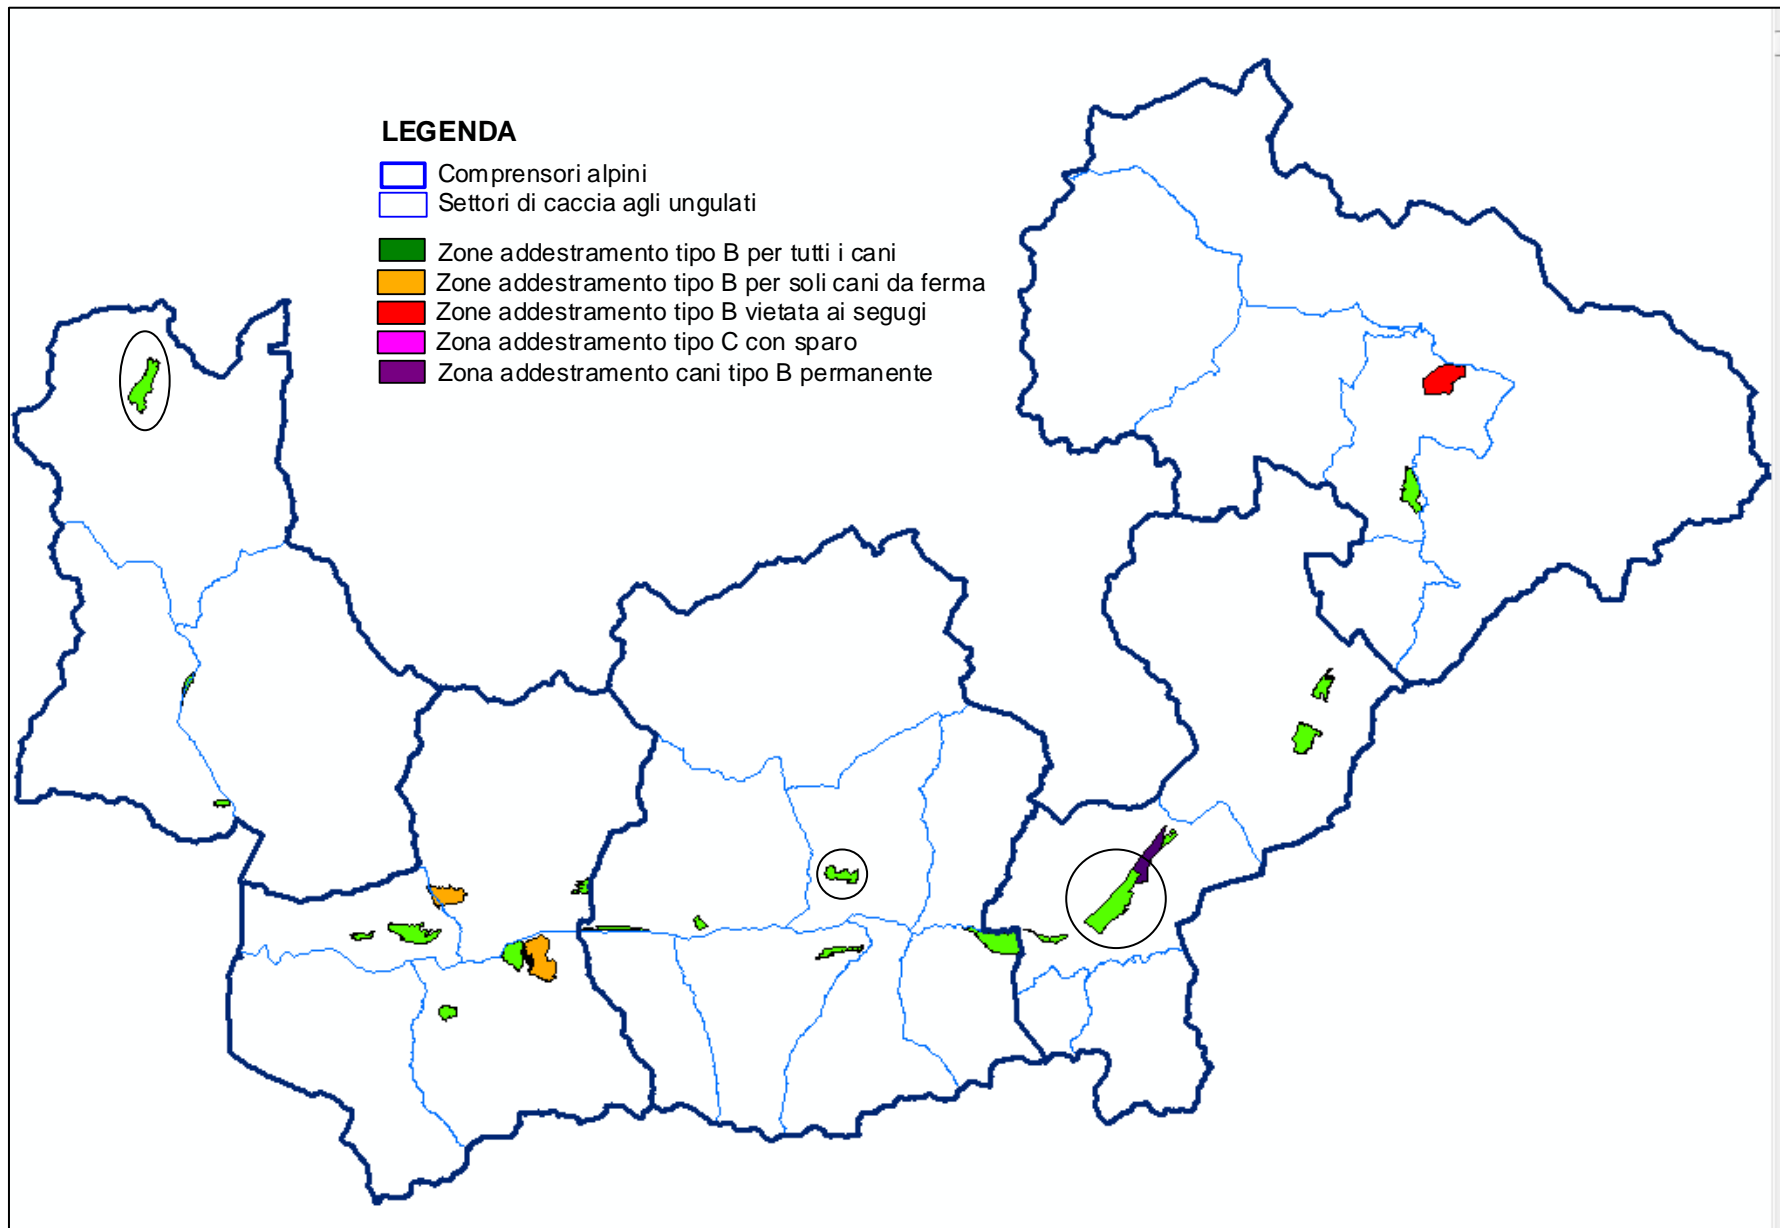 LEGENDA
Comprensori alpini
Settori di caccia agli ungulati
Zone addestramento tipo B per tutti i cani
Zone addestramento tipo B per soli cani da ferma
Zone addestramento tipo B vietata ai segugi
Zona addestramento tipo C con sparo
Zona addestramento cani tipo B permanente